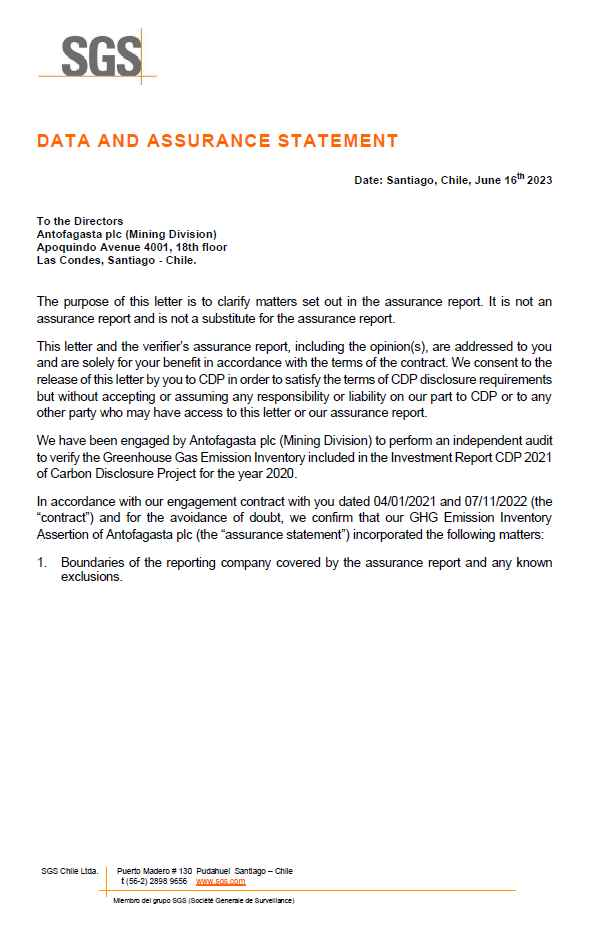 SGS
DATA AND ASSURANCE STATEMENT
Date: Santiago, Chile, June 16th 2023
To the Directors
Antofagasta plc (Mining Division)
Apoquindo Avenue 4001, 18th floor
Las Condes, Santiago - Chile.
The purpose of this letter is to clarify matters set out in the assurance report. It is not an
assurance report and is not a substitute for the assurance report.
This letter and the verifier’s assurance report, including the opinion(s), are addressed to you
and are solely for your benefit in accordance with the terms of the contract. We consent to the
release of this letter by you to CDP in order to satisfy the terms of CDP disclosure requirements
but without accepting or assuming any responsibility or liability on our part to CDP or to any
other party who may have access to this letter or our assurance report.
We have been engaged by Antofagasta plc (Mining Division) to perform an independent audit
to verify the Greenhouse Gas Emission Inventory included in the Investment Report CDP 2021
of Carbon Disclosure Project for the year 2020.
In accordance with our engagement contract with you dated 04/01/2021 and 07/11/2022 (the
“contract”) and for the avoidance of doubt, we confirm that our GHG Emission Inventory
Assertion of Antofagasta plc (the “assurance statement”) incorporated the following matters:
1. Boundaries of the reporting company covered by the assurance report and any known
exclusions.
SGS Chile Ltda. Puerto Madero # 130 Pudahuel Santiago – Chile
t (56-2) 2898 9656 www.sgs.com
Miembro del grupo SGS (Société Generale de Surveillance)